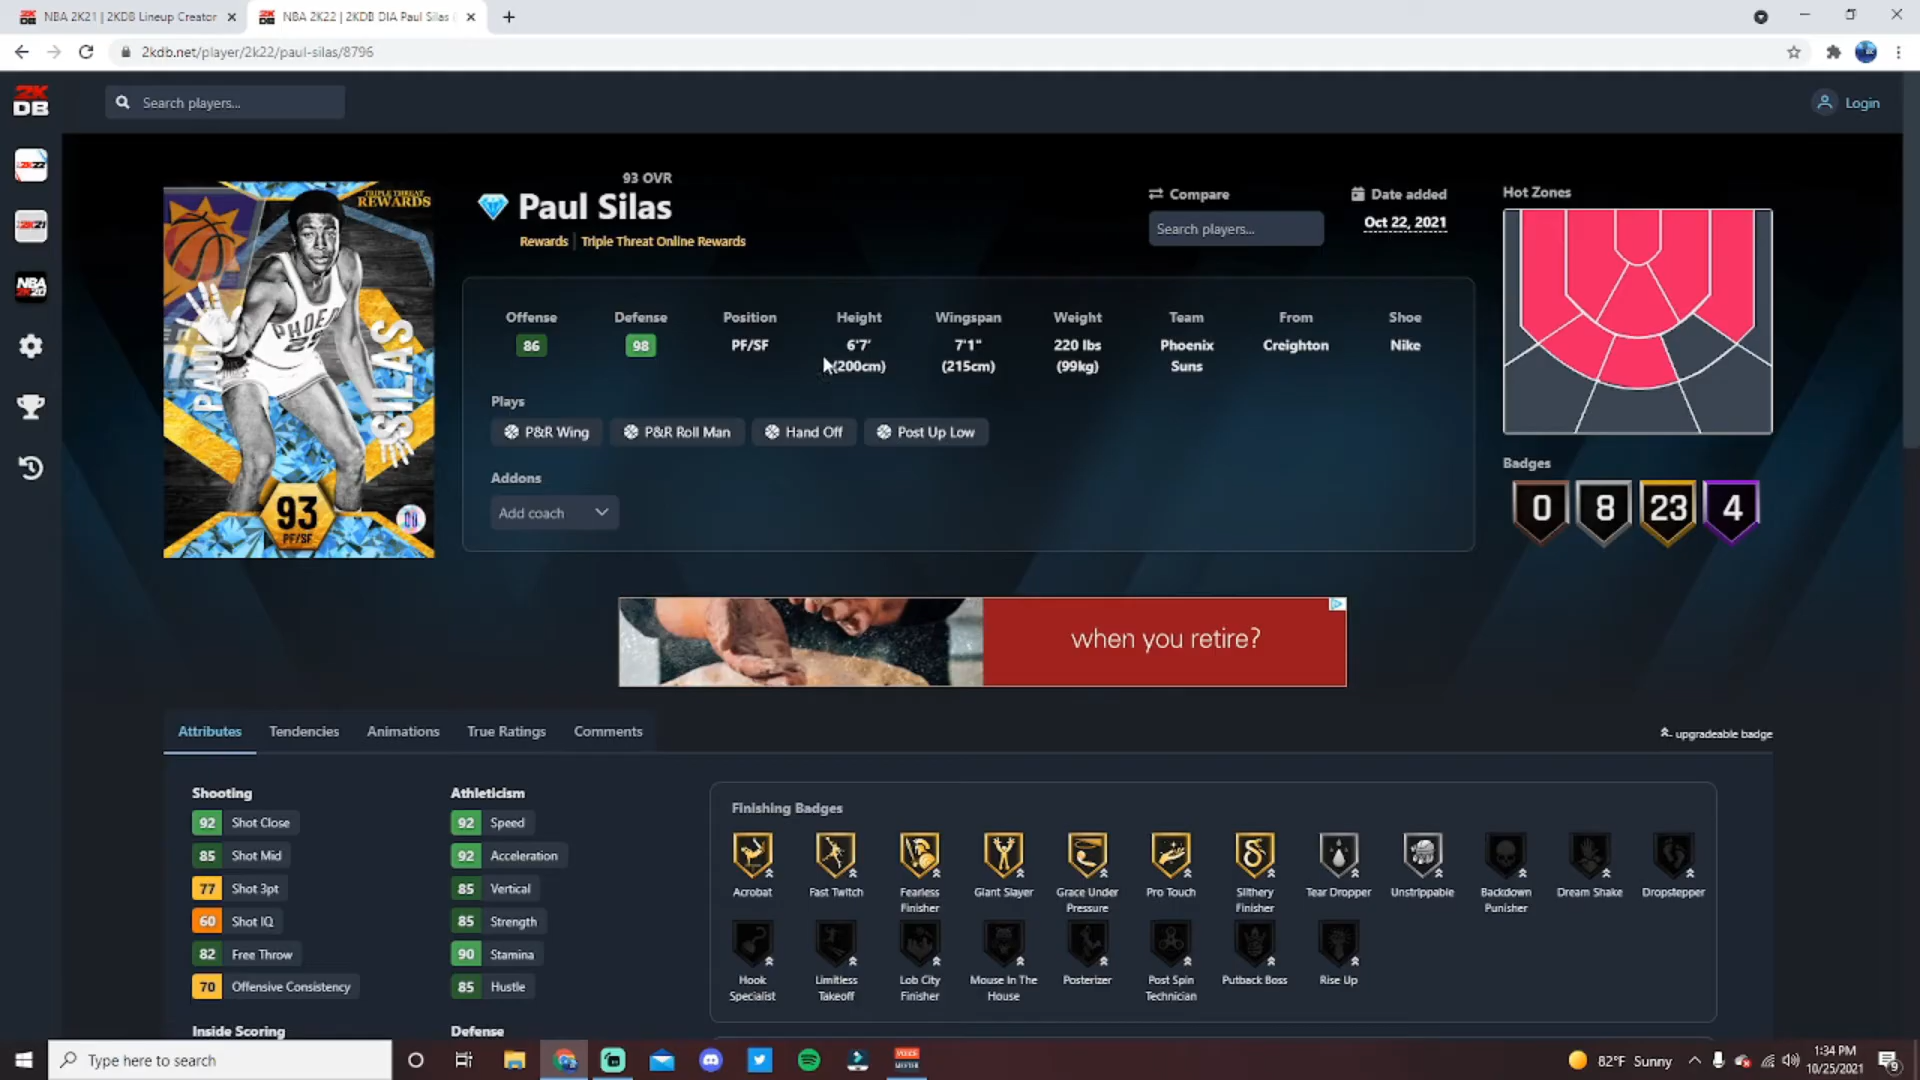 NBA 2K21 | 2KDB Lineup Creator
NBA 2K22 | 2KDB DIA Paul Silas (
2kdb.net/player/2k22/paul-silas/8796
2K
DB
Search players...
Login
2K22
2K21
NBA
2K20
TRIPLE THREAT
REWARDS
PHOENIX
25
PAUL
SILAS
93
PF/SF
93 OVR
Paul Silas
Rewards | Triple Threat Online Rewards
Compare
Search players...
Date added
Oct 22, 2021
Hot Zones
Offense
86
Defense
98
Position
PF/SF
Height
6'7'
(200cm)
Wingspan
7'1"
(215cm)
Weight
220 lbs
(99kg)
Team
Phoenix
Suns
From
Creighton
Shoe
Nike
Plays
P&R Wing
P&R Roll Man
Hand Off
Post Up Low
Addons
Add coach
Badges
0
8
23
4
when you retire?
Attributes
Tendencies
Animations
True Ratings
Comments
- upgradeable badge
Shooting
92 Shot Close
85 Shot Mid
77 Shot 3pt
60 Shot IQ
82 Free Throw
70 Offensive Consistency
Inside Scoring
Athleticism
92 Speed
92 Acceleration
85 Vertical
85 Strength
90 Stamina
85 Hustle
Defense
Finishing Badges
Acrobat
Fast Twitch
Fearless
Finisher
Giant Slayer
Grace Under
Pressure
Pro Touch
Slithery
Finisher
Tear Dropper
Unstrippable
Backdown
Punisher
Dream Shake
Dropstepper
Hook
Specialist
Limitless
Takeoff
Lob City
Finisher
Mouse In The
House
Posterizer
Post Spin
Technician
Putback Boss
Rise Up
Type here to search
82°F Sunny
1:34 PM
10/25/2021
9